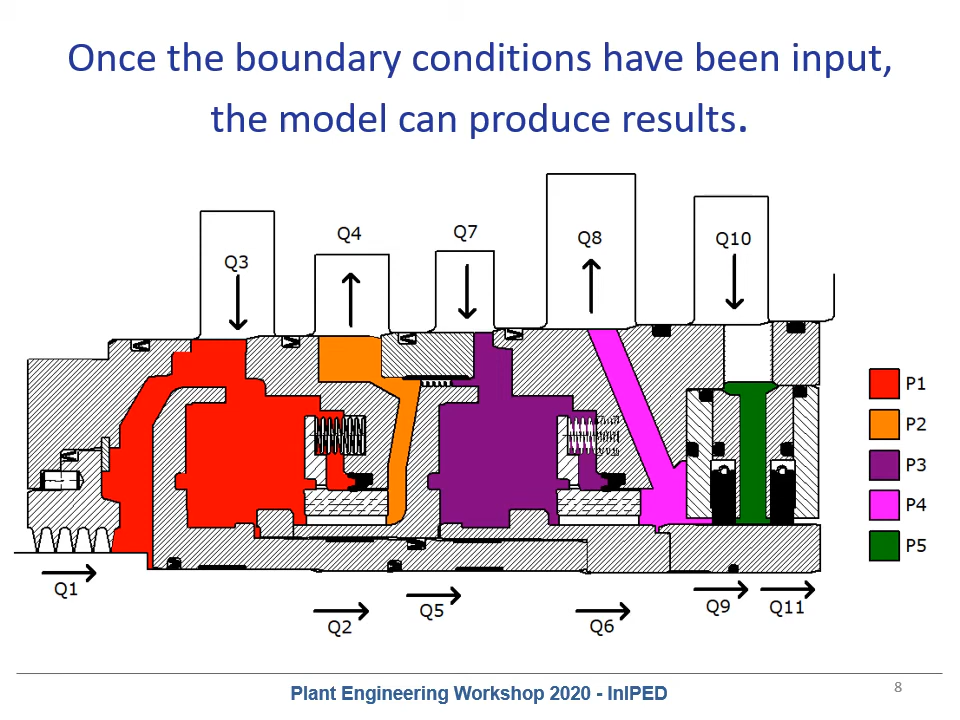 Once the boundary conditions have been input,
the model can produce results.
Q3
Q4
Q7
Q8
Q10
P1
P2
P3
P4
P5
Q1
Q2
Q5
Q6
Q9
Q11
Plant Engineering Workshop 2020 - InIPED
8